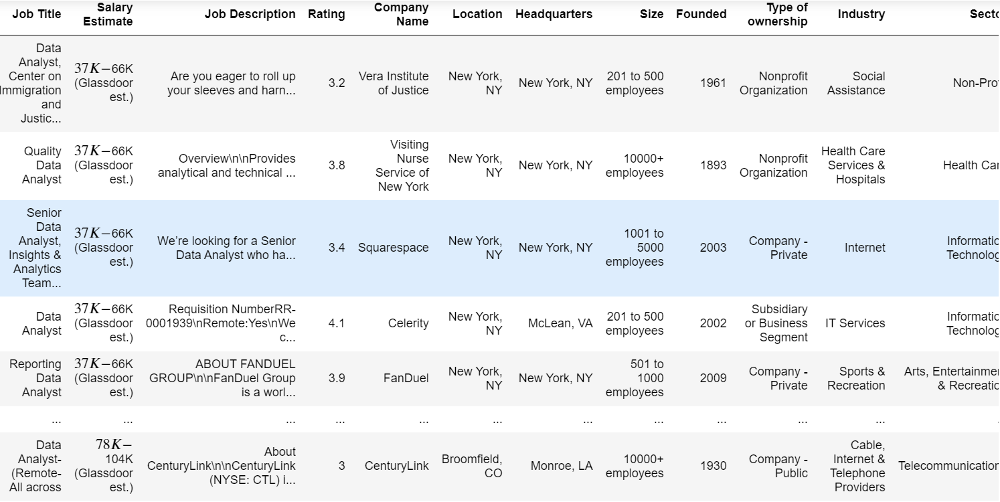 Job Title Salary Estimate Job Description Rating Company Name Location Headquarters Size Founded Type of ownership Industry Secto
Data Analyst, Center on Immigration and Justic... 37K−66K (Glassdoor est.) Are you eager to roll up your sleeves and harn... 3.2 Vera Institute of Justice New York, NY New York, NY 201 to 500 employees 1961 Nonprofit Organization Social Assistance Non-Prof
Quality Data Analyst 37K−66K (Glassdoor est.) Overview\n\nProvides analytical and technical ... 3.8 Visiting Nurse Service of New York New York, NY New York, NY 10000+ employees 1893 Nonprofit Organization Health Care Services & Hospitals Health Car
Senior Data Analyst, Insights & Analytics Team... 37K−66K (Glassdoor est.) We’re looking for a Senior Data Analyst who ha... 3.4 Squarespace New York, NY New York, NY 1001 to 5000 employees 2003 Company - Private Internet Informatio Technolog
Data Analyst 37K−66K (Glassdoor est.) Requisition NumberRR-0001939\nRemote:Yes\nWe c... 4.1 Celerity New York, NY McLean, VA 201 to 500 employees 2002 Subsidiary or Business Segment IT Services Informatio Technolog
Reporting Data Analyst 37K−66K (Glassdoor est.) ABOUT FANDUEL GROUP\n\nFanDuel Group is a worl... 3.9 FanDuel New York, NY New York, NY 501 to 1000 employees 2009 Company - Private Sports & Recreation Arts, Entertainmen & Recreatio
... ... ... ... ... ... ... ... ... ... ... ..
Data Analyst- (Remote- All across 78K−104K (Glassdoor est.) About CenturyLink\n\nCenturyLink (NYSE: CTL) i... 3 CenturyLink Broomfield, CO Monroe, LA 10000+ employees 1930 Company - Public Cable, Internet & Telephone Providers Telecommunication